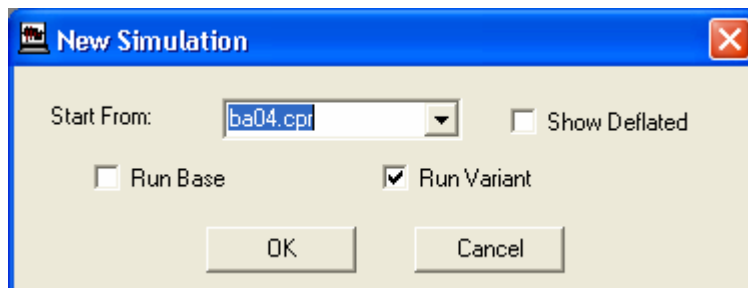 New Simulation
Start From: ba04.cpr Show Deflated
Run Base Run Variant
OK Cancel